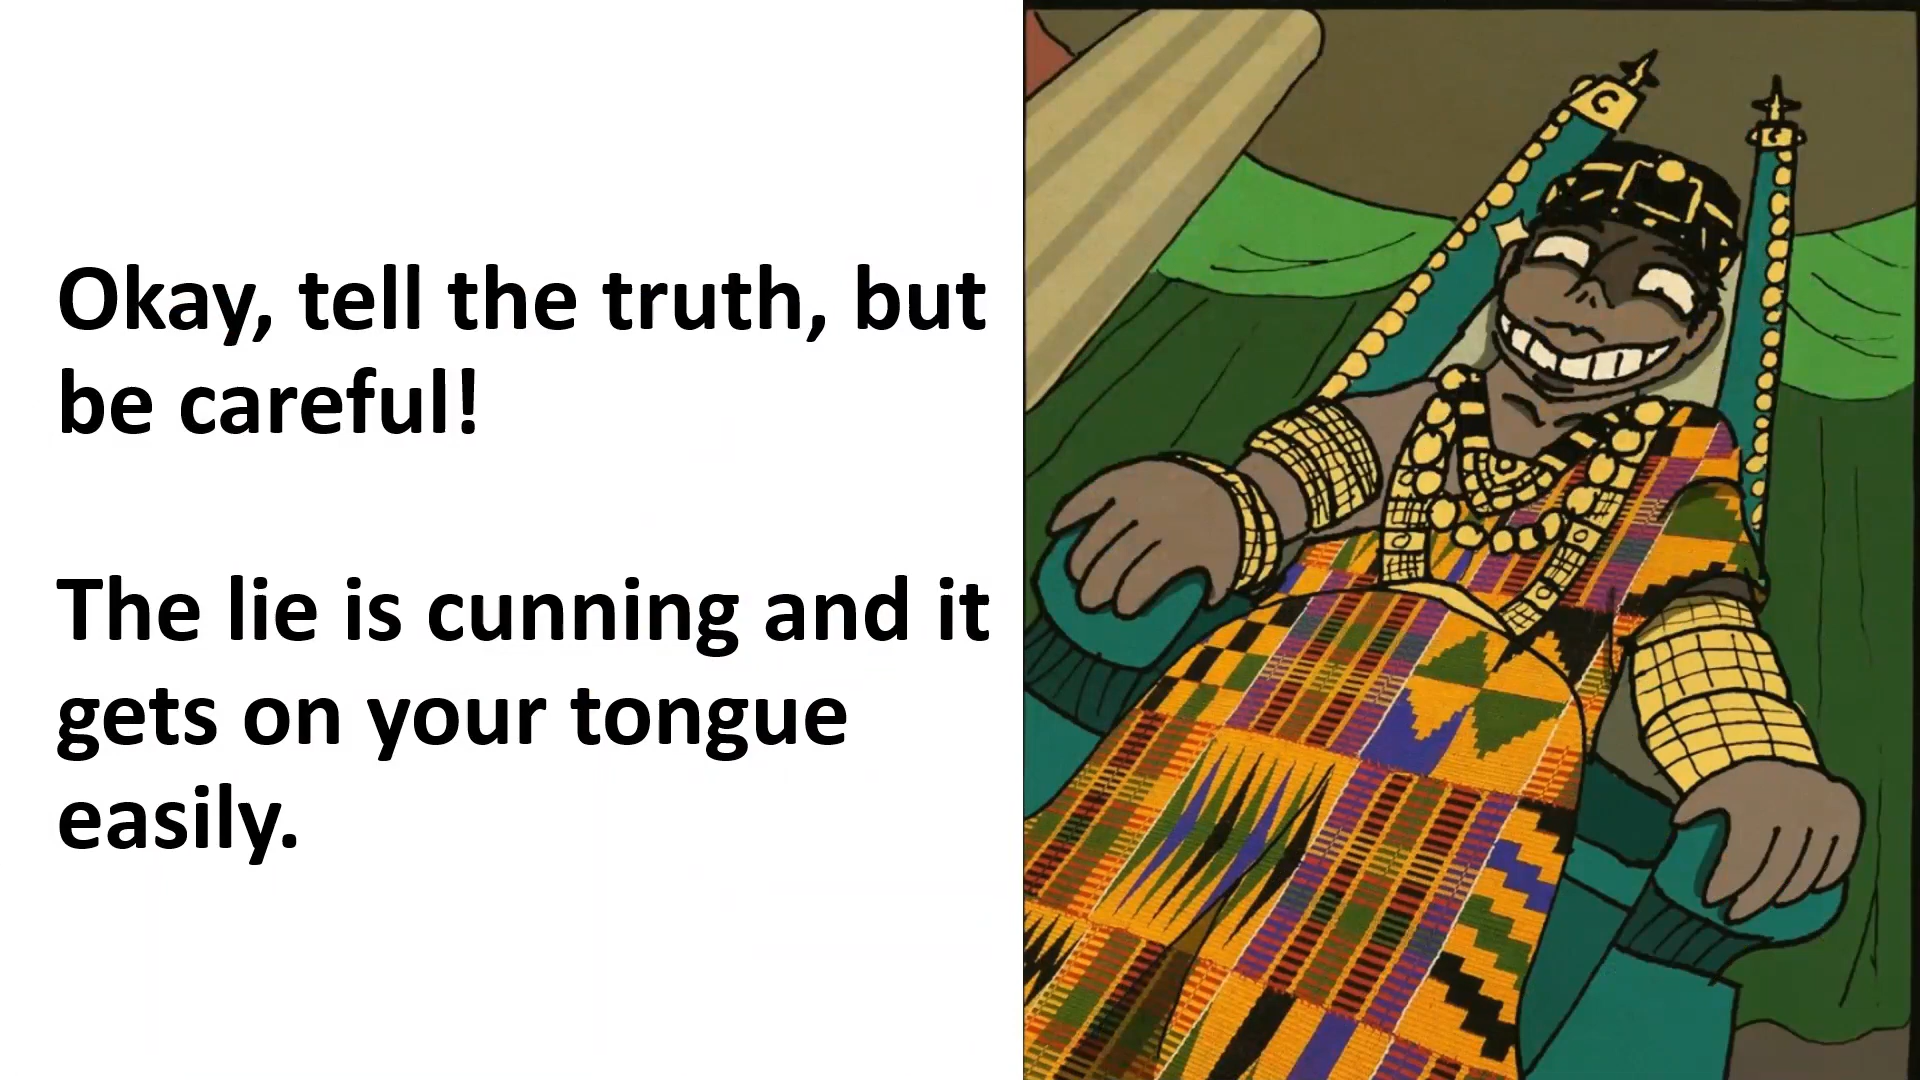 Okay, tell the truth, but
be careful!
The lie is cunning and it
gets on your tongue
easily.
C
C